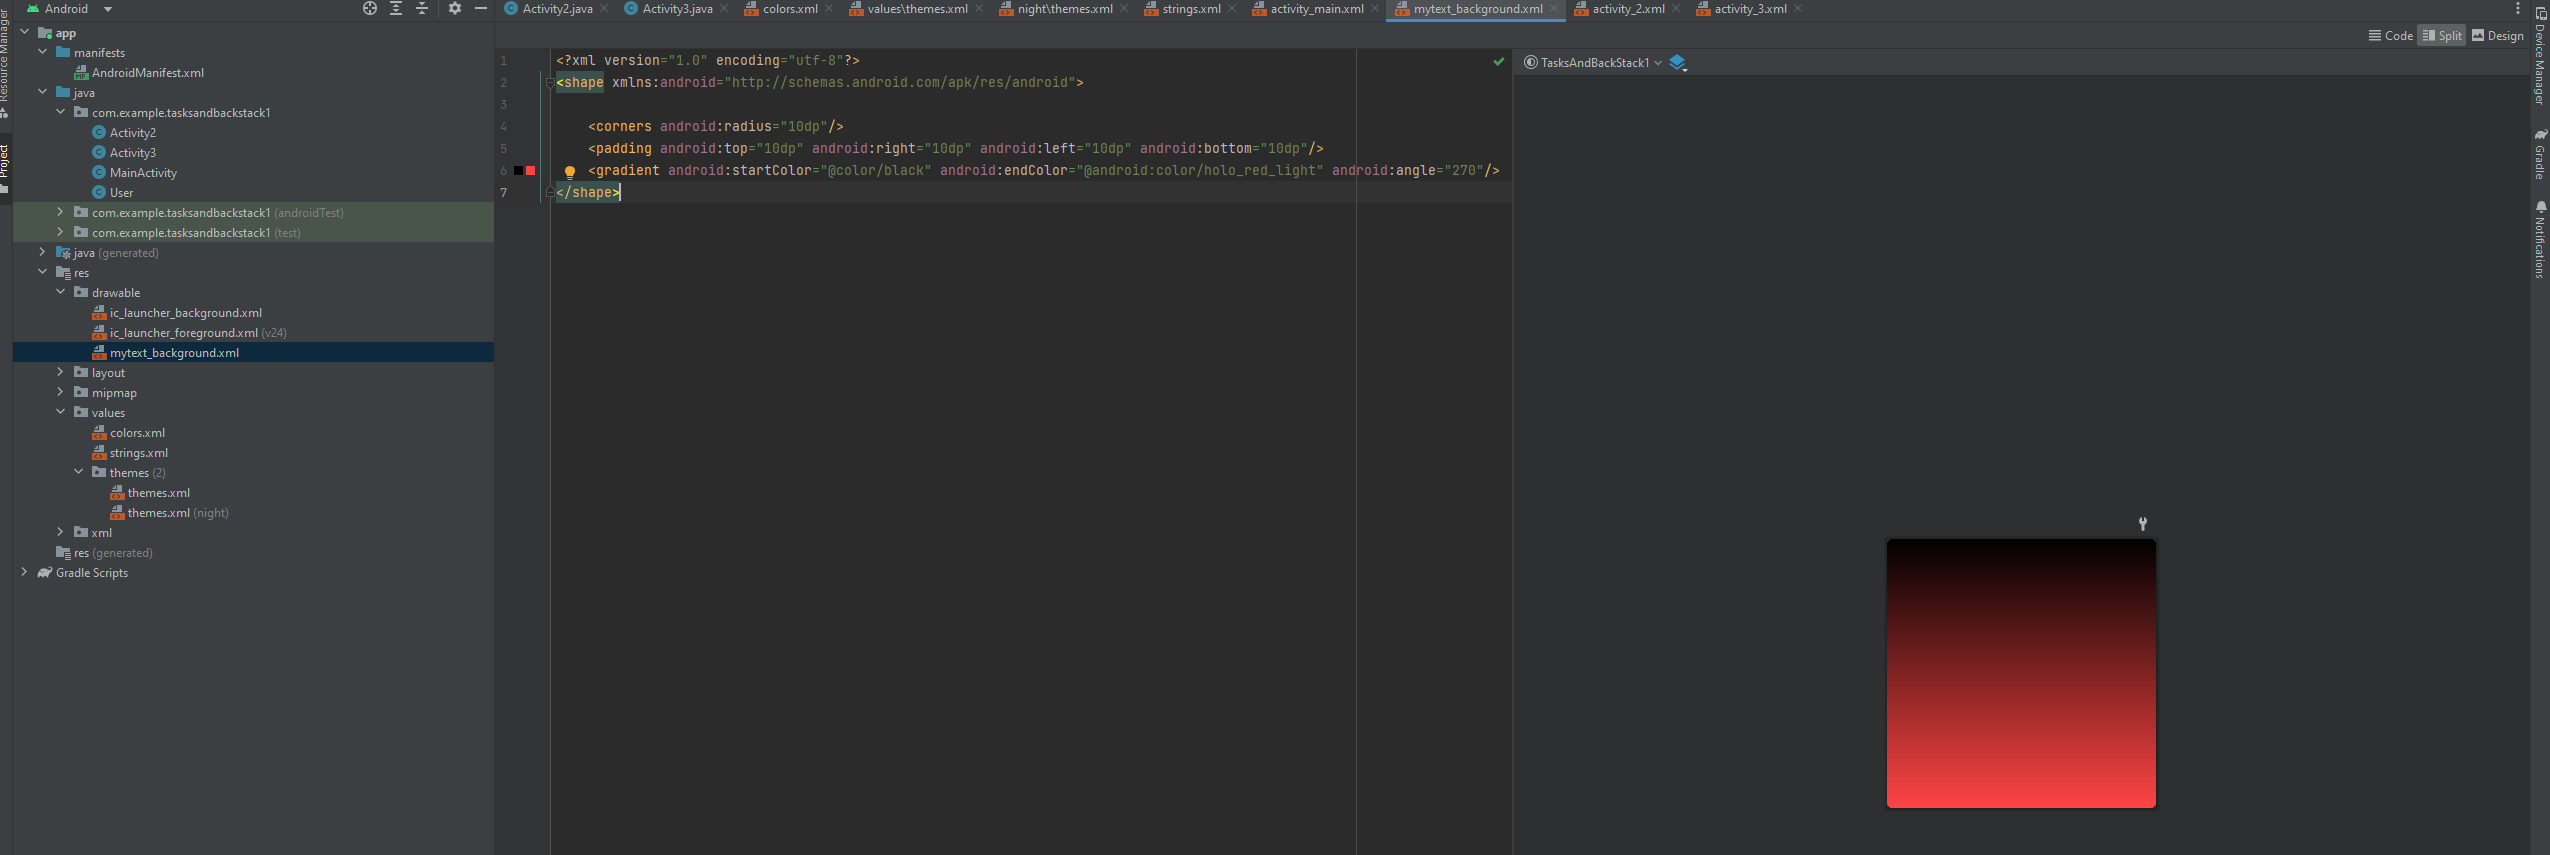 Android
Activity2.java
Activity3.java
colors.xml
values\themes.xml
night\themes.xml
strings.xml
activity_main.xml
mytext_background.xml
activity_2.xml
activity_3.xml
Code
Split
Design
Resource Manager
Project
app
manifests
AndroidManifest.xml
java
com.example.tasksandbackstack1
Activity2
Activity3
MainActivity
User
com.example.tasksandbackstack1 (androidTest)
com.example.tasksandbackstack1 (test)
java (generated)
res
drawable
ic_launcher_background.xml
ic_launcher_foreground.xml (v24)
mytext_background.xml
layout
mipmap
values
colors.xml
strings.xml
themes (2)
themes.xml
themes.xml (night)
xml
res (generated)
Gradle Scripts
1 <?xml version="1.0" encoding="utf-8"?>
2 <shape xmlns:android="http://schemas.android.com/apk/res/android">
3
4 <corners android:radius="10dp"/>
5 <padding android:top="10dp" android:right="10dp" android:left="10dp" android:bottom="10dp"/>
6 <gradient android:startColor="@color/black" android:endColor="@android:color/holo_red_light" android:angle="270"/>
7 </shape>
TasksAndBackStack1
Device Manager
Gradle
Notifications